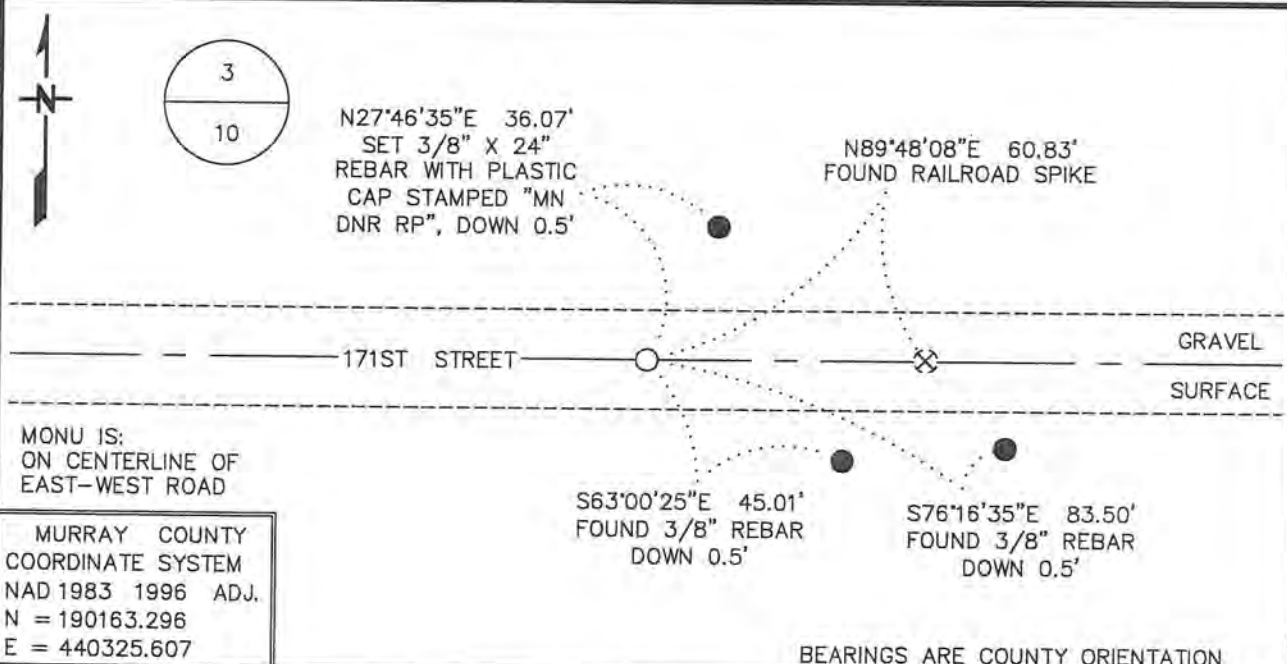 N
3
10
N27°46'35"E 36.07'
SET 3/8" X 24"
REBAR WITH PLASTIC
CAP STAMPED "MN
DNR RP", DOWN 0.5'
N89°48'08"E 60.83'
FOUND RAILROAD SPIKE
171ST STREET
GRAVEL
SURFACE
MONU IS:
ON CENTERLINE OF
EAST-WEST ROAD
S63°00'25"E 45.01'
FOUND 3/8" REBAR
DOWN 0.5'
S76°16'35"E 83.50'
FOUND 3/8" REBAR
DOWN 0.5'
MURRAY COUNTY
COORDINATE SYSTEM
NAD 1983 1996 ADJ.
N = 190163.296
E = 440325.607
BEARINGS ARE COUNTY ORIENTATION